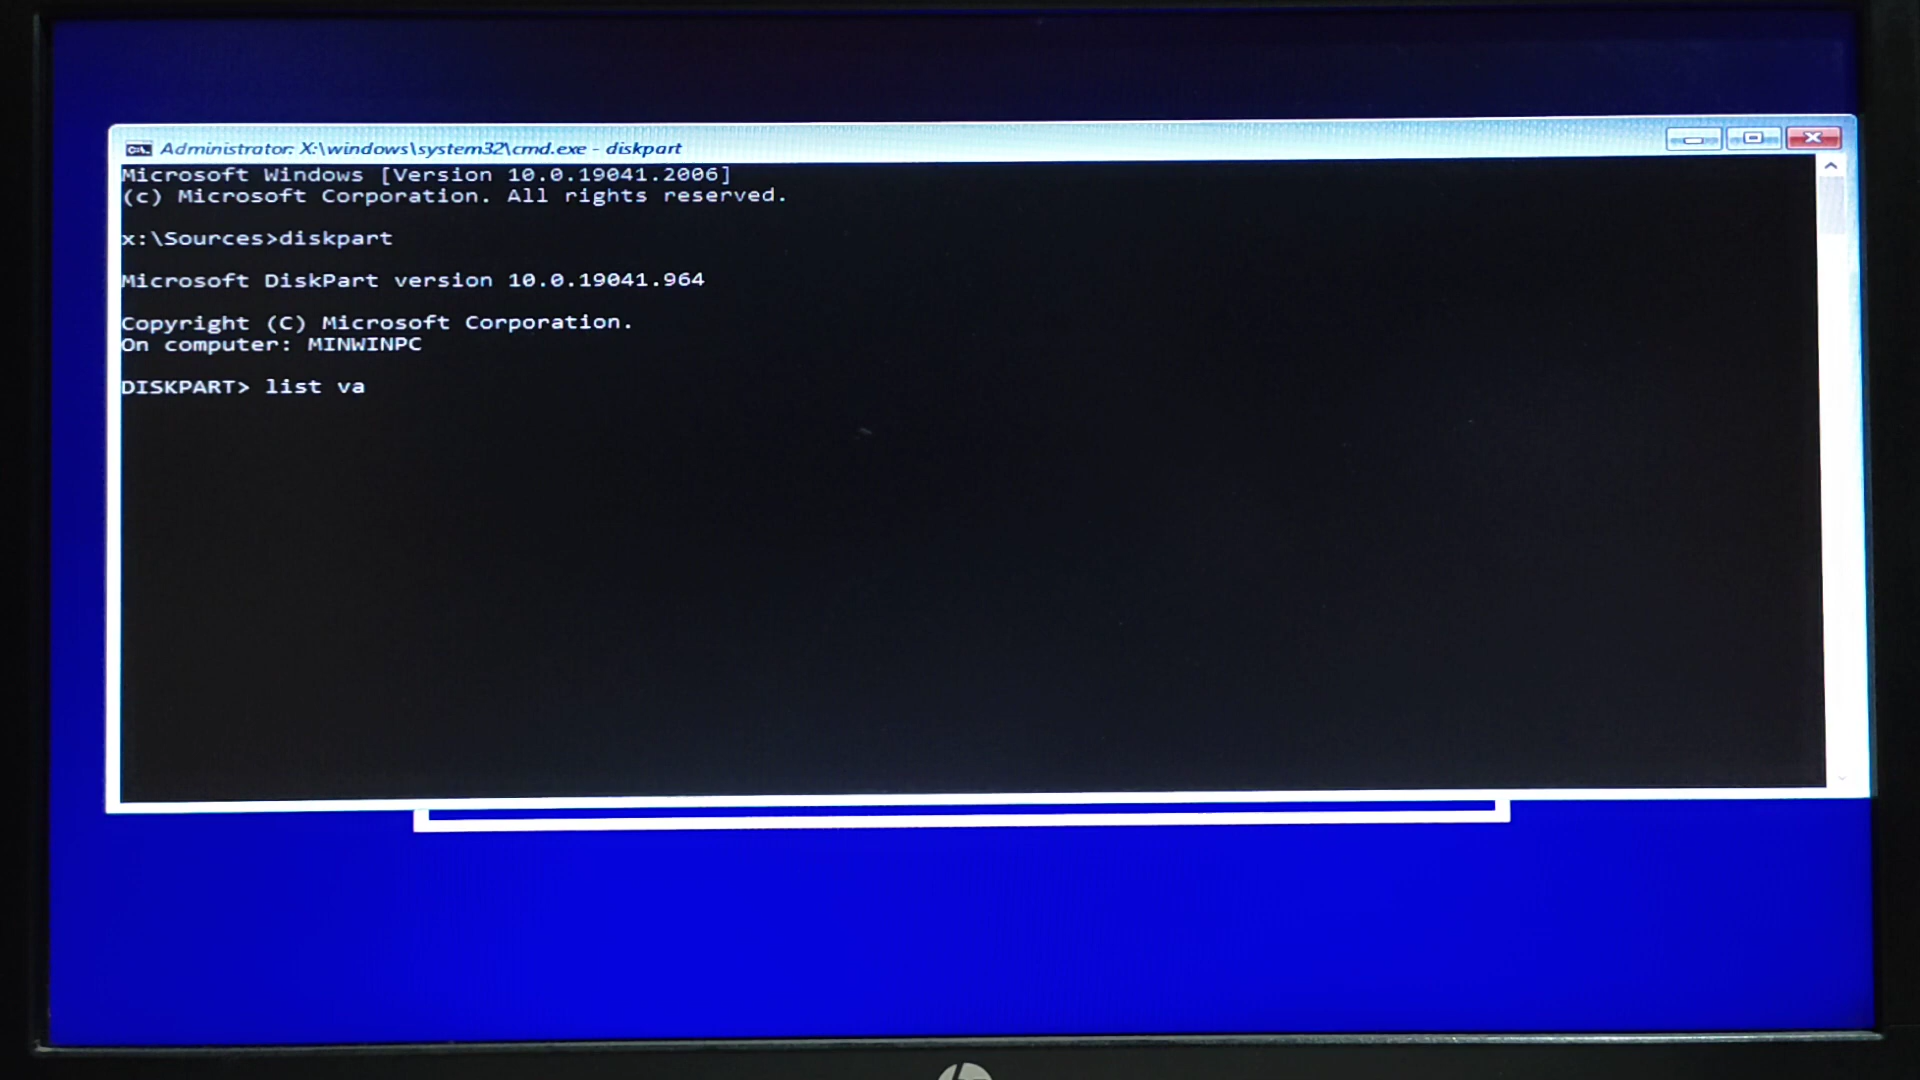 Administrator: X:\windows\system32\cmd.exe - diskpart
Microsoft Windows [Version 10.0.19041.2006]
(c) Microsoft Corporation. All rights reserved.
x:\Sources>diskpart
Microsoft DiskPart version 10.0.19041.964
Copyright (C) Microsoft Corporation.
On computer: MINWINPC
DISKPART> list va